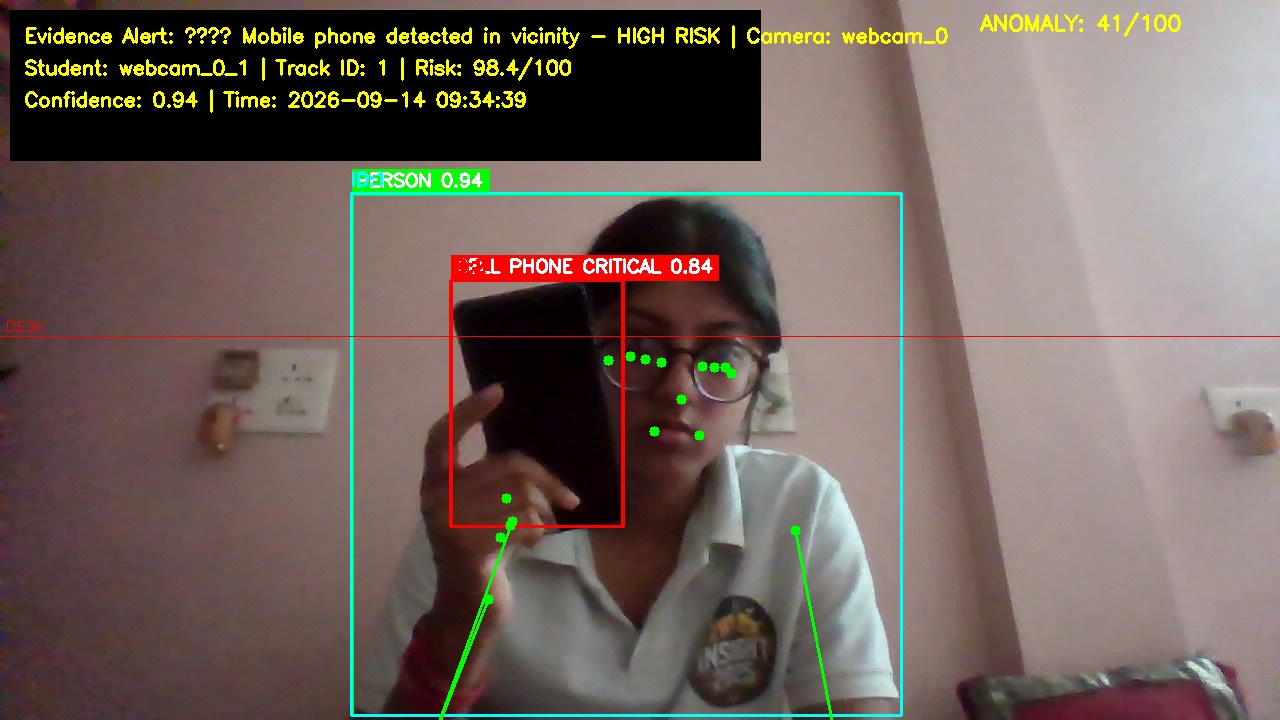 Evidence Alert: ???? Mobile phone detected in vicinity - HIGH RISK | Camera: webcam_0
ANOMALY: 41/100
Student: webcam_0_1 | Track ID: 1 | Risk: 98.4/100
Confidence: 0.94 | Time: 2026-09-14 09:34:39
PERSON 0.94
CELL PHONE CRITICAL 0.84
DESK
INSIGHT